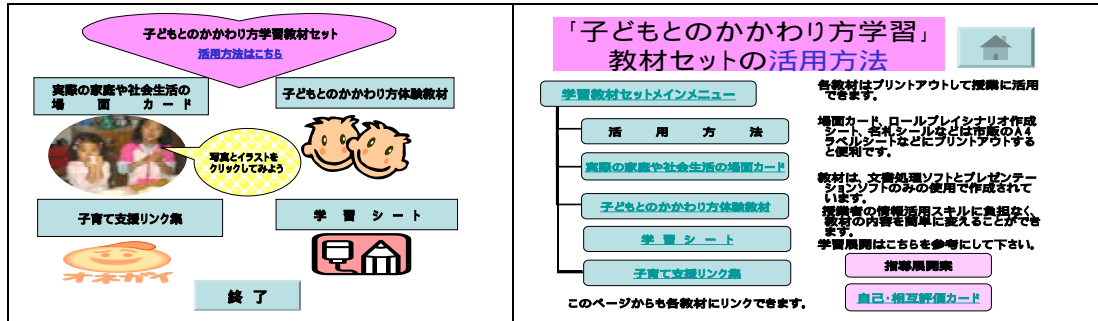 子どものかかわり方学習教材セット
活用方法はこちら
実際の家庭や社会生活の
場 面 カード
子どもとのかかわり方体験教材
写真とイラストを
クリックしてみよう
子育て支援リンク集
学 習 シート
オネガイ
終 了
「子どもとのかかわり方学習」
教材セットの活用方法
学習教材セットメインメニュー
活 用 方 法
実際の家庭や社会生活の場面カード
子どもとのかかわり方体験教材
学 習 シート
子育て支援リンク集
このページからも各教材にリンクできます。
各教材はプリントアウトして授業に活用
できます。
場面カード、ロールプレイシナリオ作成
シート、名札シールなどは市販のA4
ラベルシートなどにプリントアウトする
と便利です。
教材は、文書処理ソフトとプレゼンテー
ションソフトのみの使用で作成されて
います。
授業者の情報活用スキルに負担なく、
教材の内容を簡単に変えることができ
ます。
学習展開はこちらを参考にして下さい。
指導展開案
自己・相互評価カード